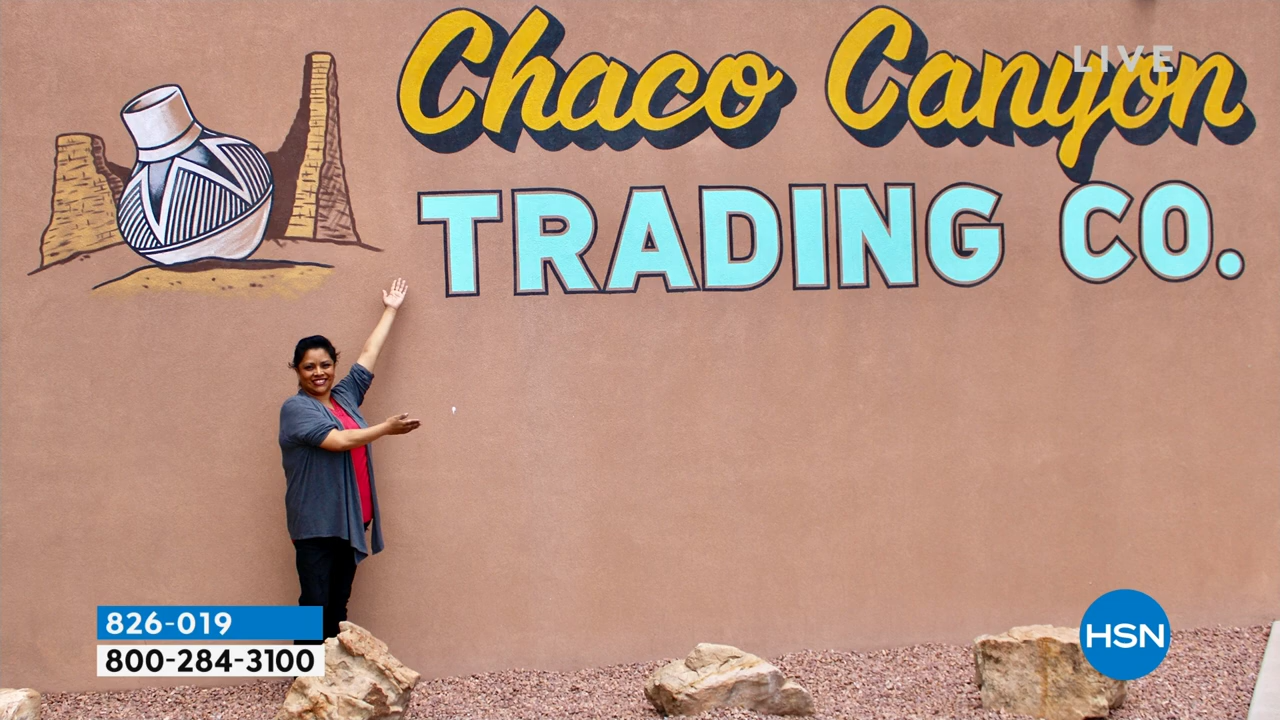 Chaco Canyon
LIVE
TRADING CO.
826-019
800-284-3100
HSN